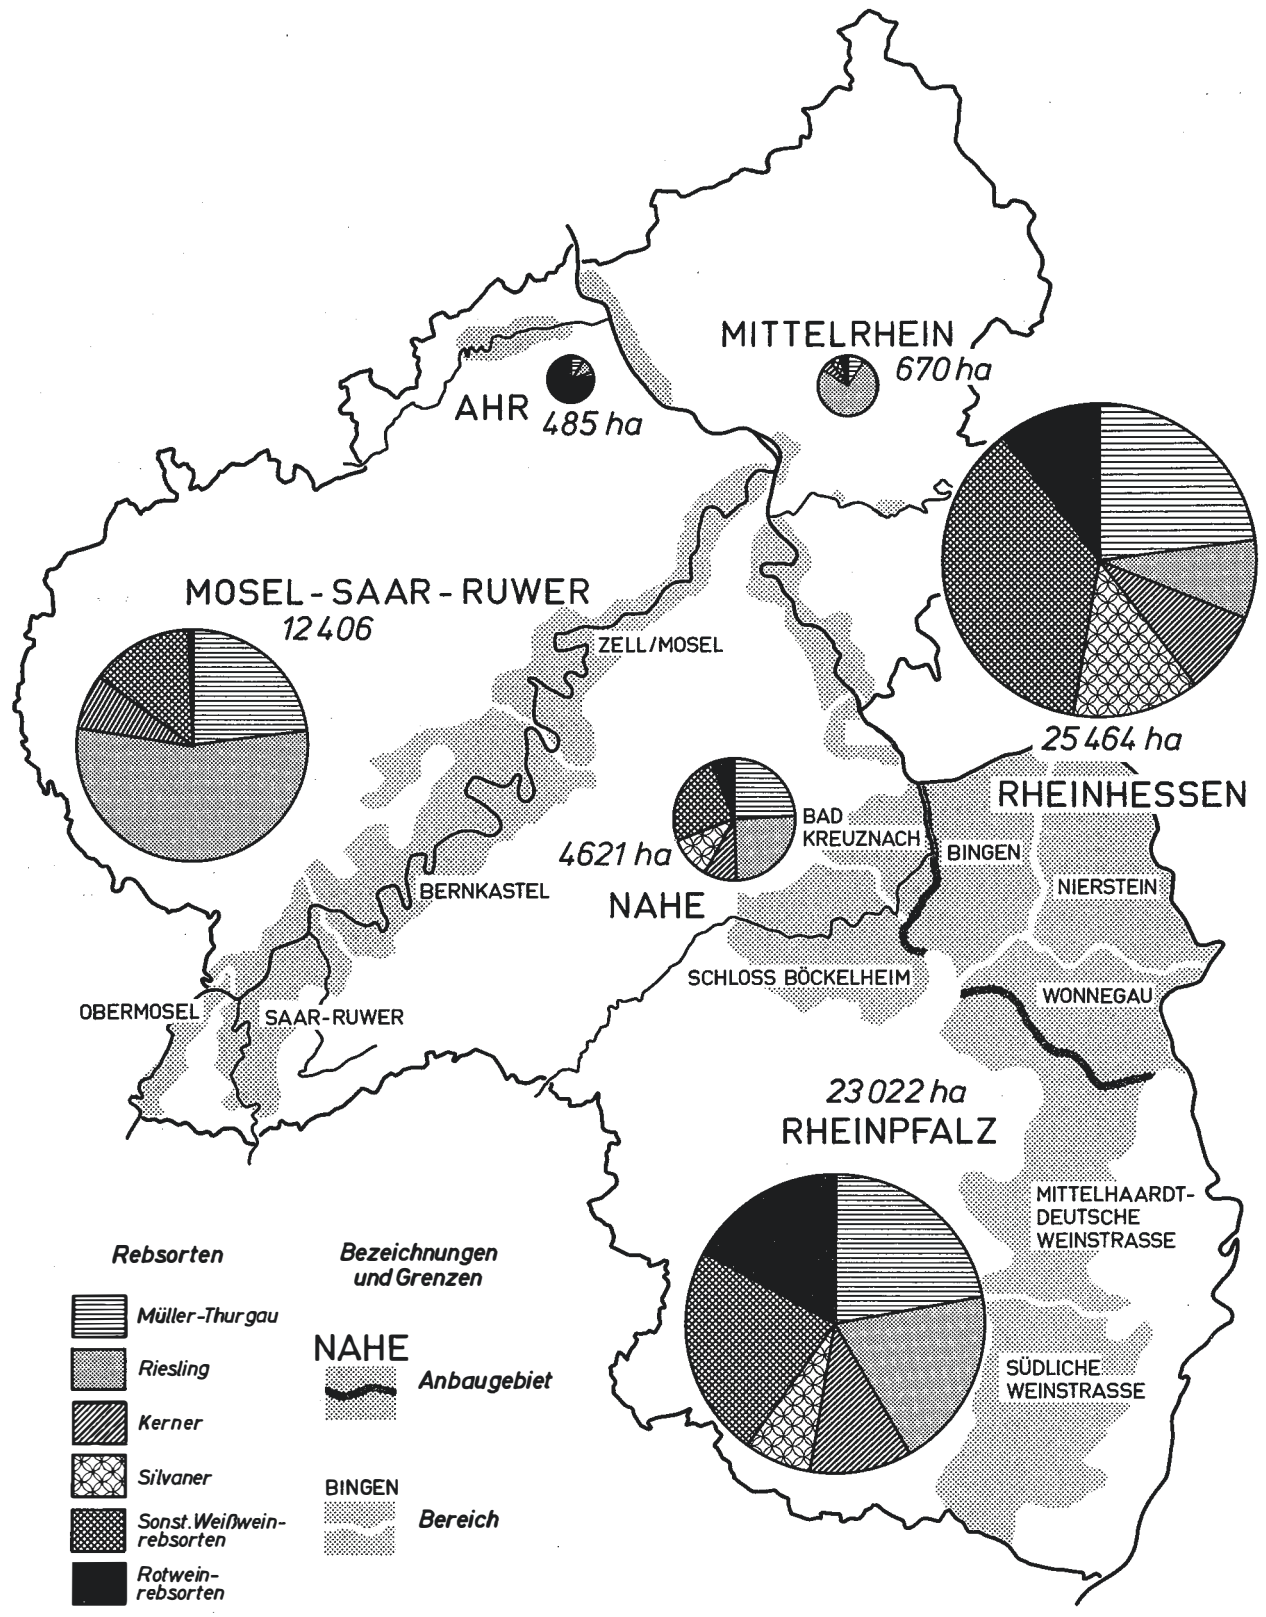 MITTELRHEIN
670 ha
AHR
485 ha
MOSEL-SAAR-RUWER
12 406
ZELL/MOSEL
25 464 ha
RHEINHESSEN
BAD
KREUZNACH
4621 ha
NAHE
BINGEN
NIERSTEIN
BERNKASTEL
SCHLOSS BÖCKELHEIM
WONNEGAU
OBERMOSEL
SAAR-RUWER
23 022 ha
RHEINPFALZ
MITTELHAARDT-
DEUTSCHE
WEINSTRASSE
SÜDLICHE
WEINSTRASSE
Rebsorten
Müller-Thurgau
Riesling
Kerner
Silvaner
Sonst. Weißwein-
rebsorten
Rotwein-
rebsorten
Bezeichnungen
und Grenzen
NAHE
Anbaugebiet
BINGEN
Bereich